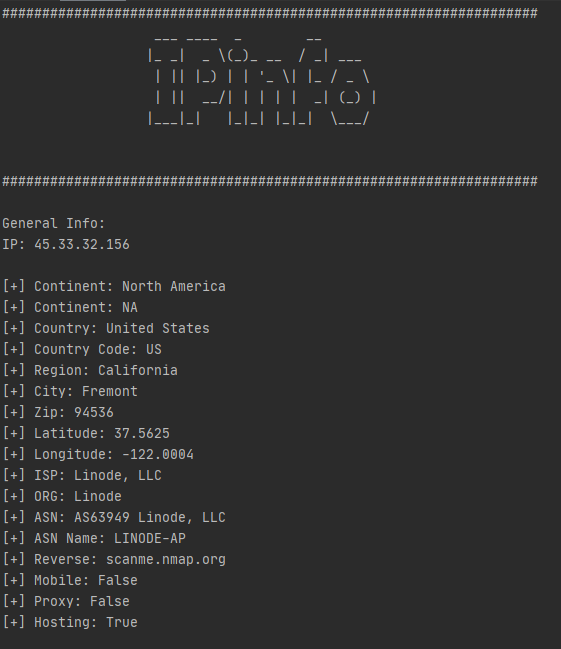 ###################################################################
 ___ ____  _        __
|_ _|  _ \(_)_ __  / _| ___
 | || |_) | | '_ \| |_ / _ \
 | ||  __/| | | | |  _| (_) |
|___|_|   |_|_| |_|_|  \___/
###################################################################
General Info:
IP: 45.33.32.156
[+] Continent: North America
[+] Continent: NA
[+] Country: United States
[+] Country Code: US
[+] Region: California
[+] City: Fremont
[+] Zip: 94536
[+] Latitude: 37.5625
[+] Longitude: -122.0004
[+] ISP: Linode, LLC
[+] ORG: Linode
[+] ASN: AS63949 Linode, LLC
[+] ASN Name: LINODE-AP
[+] Reverse: scanme.nmap.org
[+] Mobile: False
[+] Proxy: False
[+] Hosting: True